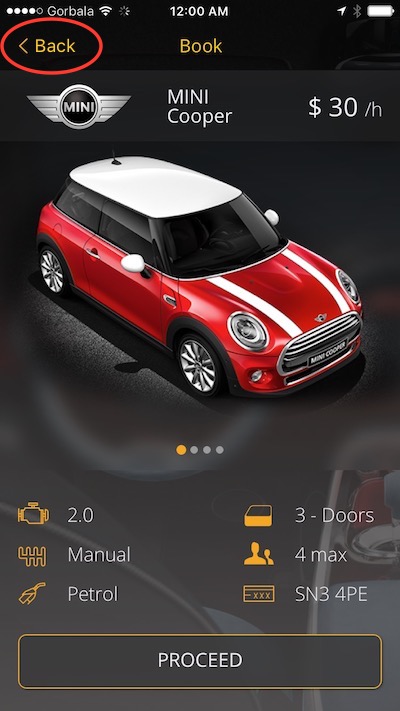 Gorbala
12:00 AM
Back
Book
MINI
MINI
Cooper
$ 30 /h
MINI COOPER
2.0
3 - Doors
Manual
4 max
Petrol
xxx
SN3 4PE
PROCEED